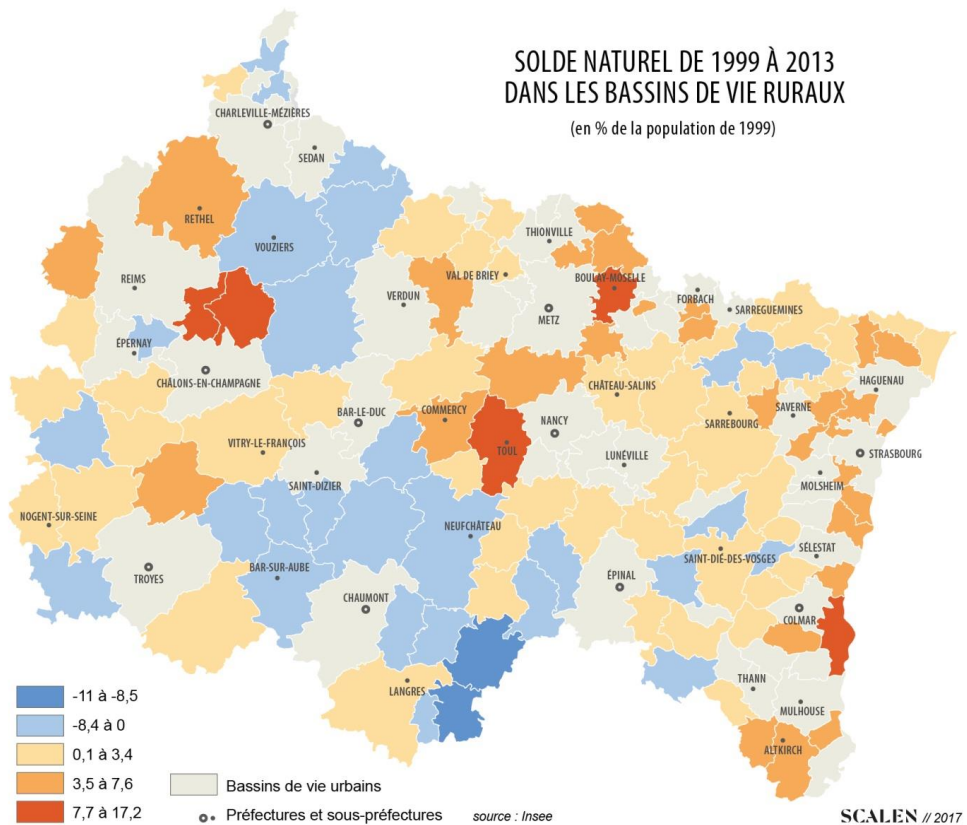 SOLDE NATUREL DE 1999 À 2013
DANS LES BASSINS DE VIE RURAUX
(en % de la population de 1999)
CHARLEVILLE-MÉZIÈRES
SEDAN
RETHEL
VOUZIERS
THIONVILLE
VAL DE BRIEY
BOULAY-MOSELLE
REIMS
VERDUN
METZ
FORBACH
SARREGUEMINES
ÉPERNAY
CHÂLONS-EN-CHAMPAGNE
CHÂTEAU-SALINS
HAGUENAU
BAR-LE-DUC
COMMERCY
NANCY
SARREBOURG
SAVERNE
VITRY-LE-FRANÇOIS
TOUL
LUNÉVILLE
STRASBOURG
SAINT-DIZIER
MOLSHEIM
NOGENT-SUR-SEINE
NEUFCHÂTEAU
SAINT-DIÉ-DES-VOSGES
SÉLESTAT
TROYES
BAR-SUR-AUBE
ÉPINAL
CHAUMONT
COLMAR
LANGRES
THANN
MULHOUSE
ALTKIRCH
-11 à -8,5
-8,4 à 0
0,1 à 3,4
3,5 à 7,6
7,7 à 17,2
Bassins de vie urbains
Préfectures et sous-préfectures
source : Insee
SCALEN // 2017